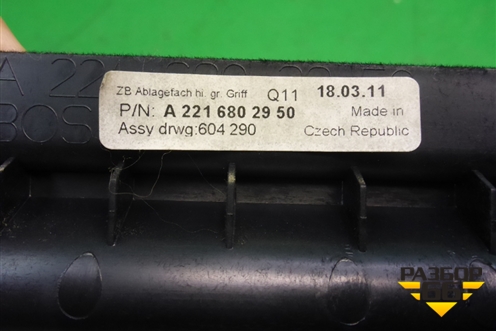 ZB Ablagefach hi. gr. Griff Q11 18.03.11
P/N: A 221 680 29 50 Made in
Assy drwg:604 290 Czech Republic
РАЗБОР